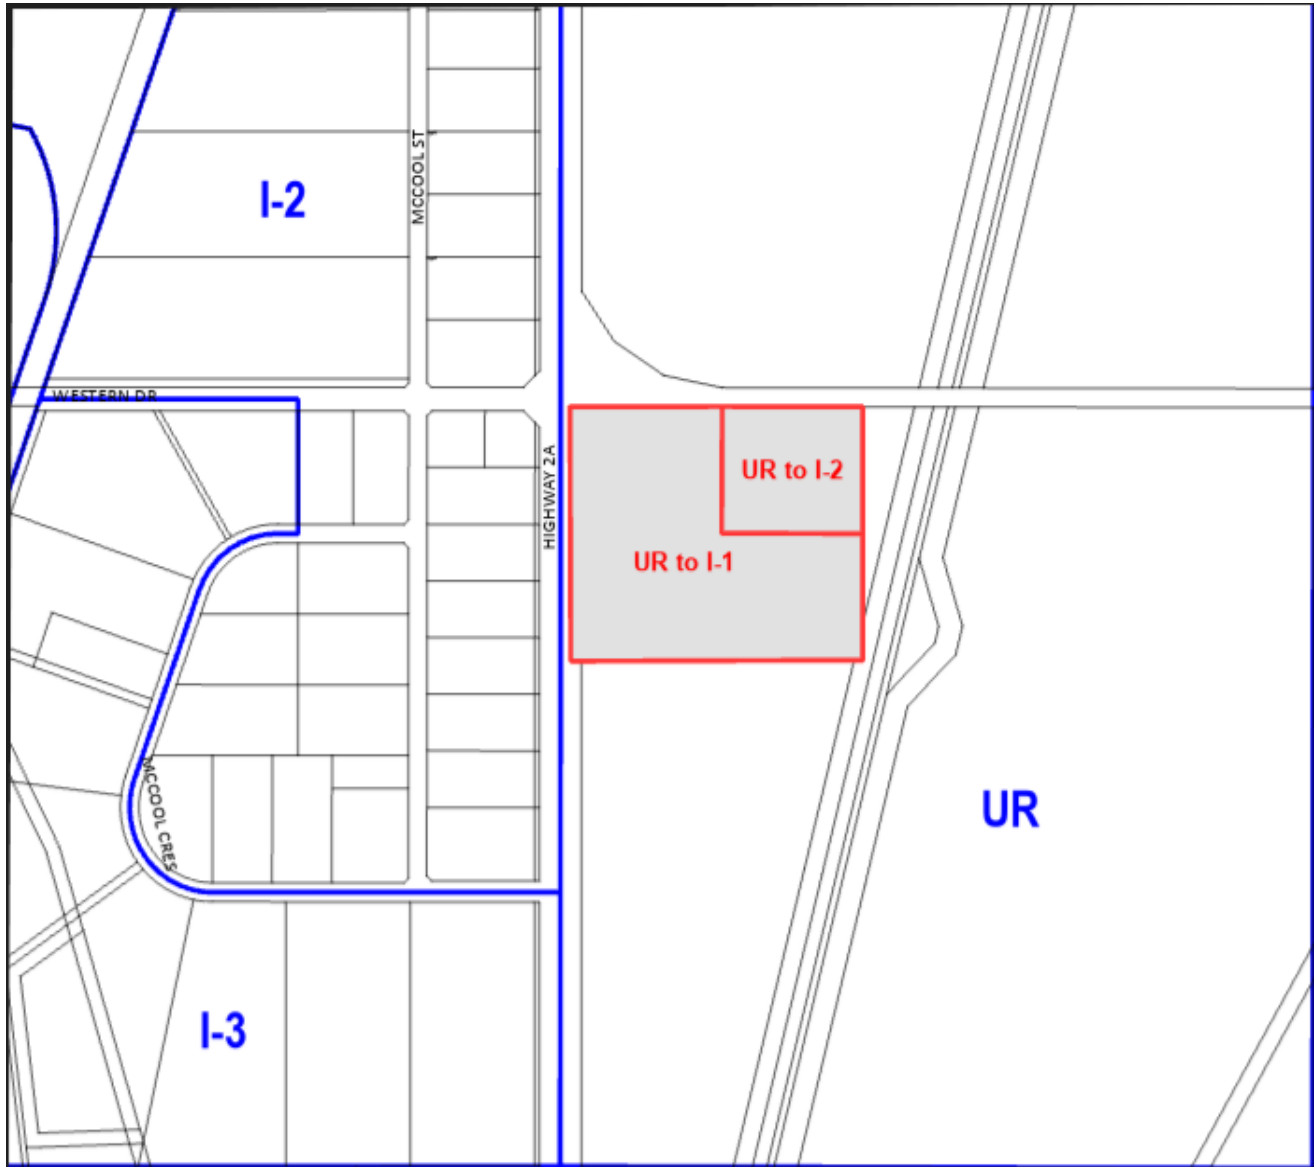 MCCOOL ST
I-2
WESTERN DR
HIGHWAY 2A
UR to I-2
UR to I-1
MCCOOL CRES
UR
I-3